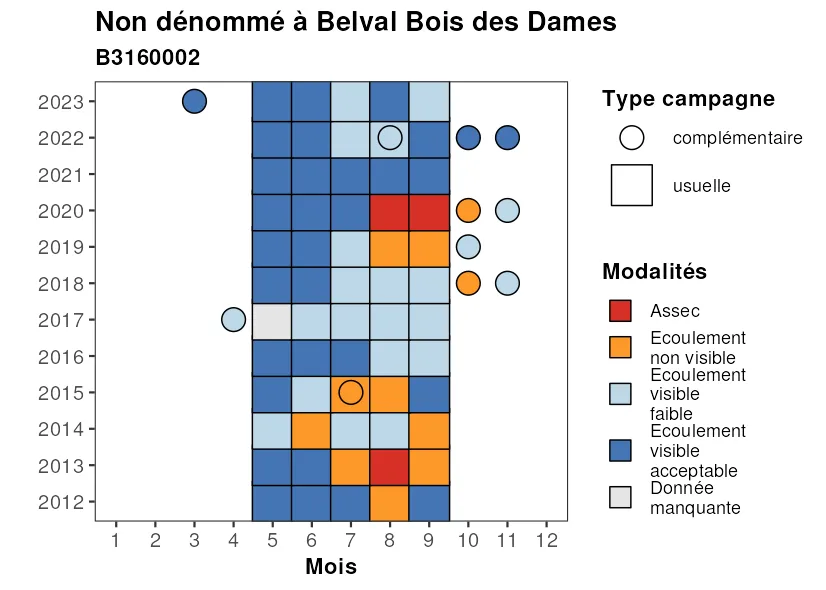 Non dénommé à Belval Bois des Dames
B3160002
2023
2022
2021
2020
2019
2018
2017
2016
2015
2014
2013
2012
1 2 3 4 5 6 7 8 9 10 11 12
Mois
Type campagne
complémentaire
usuelle
Modalités
Assec
Ecoulement
non visible
Ecoulement
visible
faible
Ecoulement
visible
acceptable
Donnée
manquante